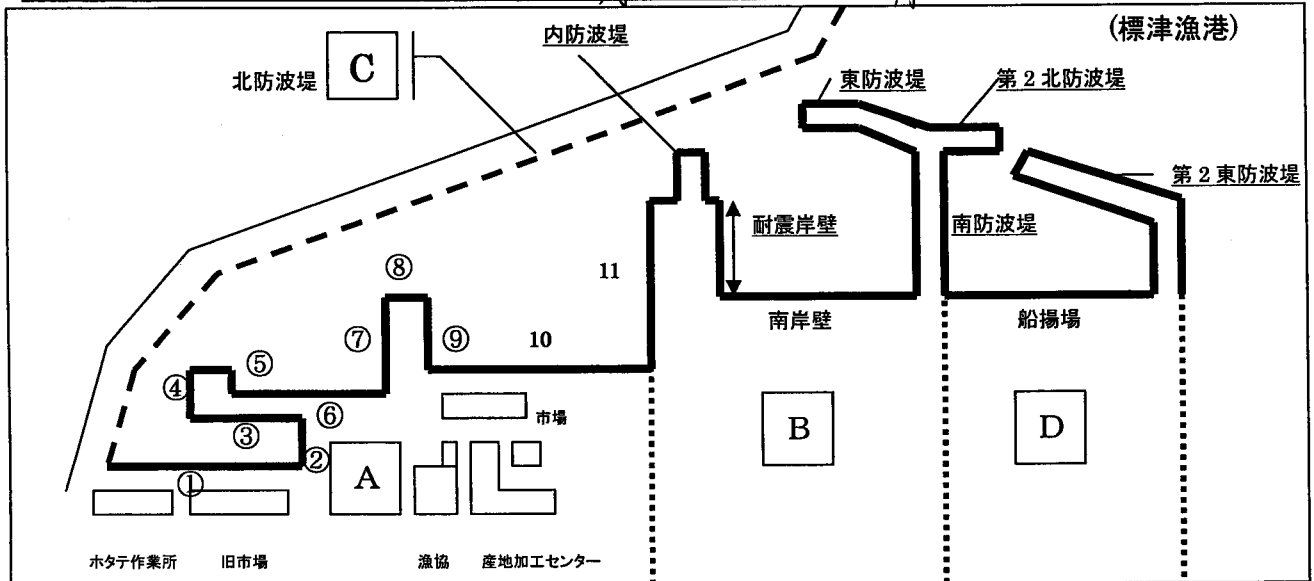 (標津漁港)
内防波堤
北防波堤
C
東防波堤
第2北防波堤
第2東防波堤
耐震岸壁
南防波堤
⑧
11
南岸壁
船揚場
⑦
⑨
10
⑤
④
⑥
③
市場
②
A
B
D
①
ホタテ作業所
旧市場
漁協
産地加工センター